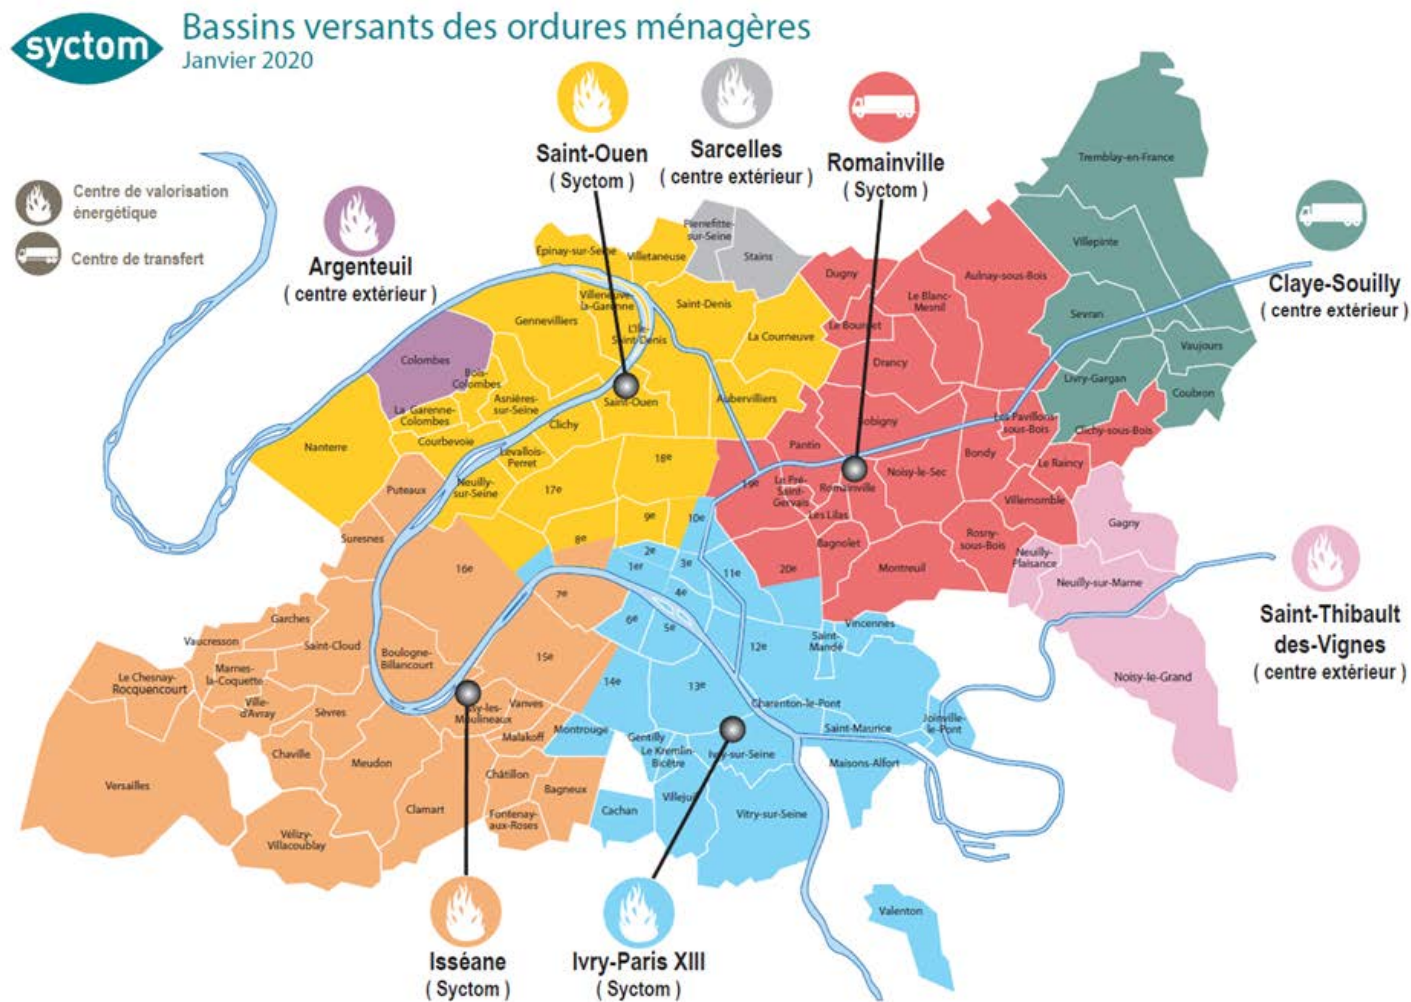 syctom
Bassins versants des ordures ménagères
Janvier 2020
Centre de valorisation
énergétique
Centre de transfert
Argenteuil
( centre extérieur )
Saint-Ouen
( Syctom )
Sarcelles
( centre extérieur )
Romainville
( Syctom )
Claye-Souilly
( centre extérieur )
Saint-Thibault
des-Vignes
( centre extérieur )
Isséane
( Syctom )
Ivry-Paris XIII
( Syctom )
Tremblay-en-France
Villepinte
Sevran
Vaujours
Livry-Gargan
Coubron
Clichy-sous-Bois
Pierrefitte-
sur-Seine
Stains
Épinay-sur-Seine
Villetaneuse
Villeneuve-
la-Garenne
Saint-Denis
L'Île-
Saint-Denis
La Courneuve
Gennevilliers
Colombes
Bois-
Colombes
Asnières-
sur-Seine
La Garenne-
Colombes
Courbevoie
Saint-Ouen
Aubervilliers
Clichy
Levallois-
Perret
Nanterre
Neuilly-
sur-Seine
17e
18e
9e
8e
10e
Dugny
Le Bourget
Le Blanc-
Mesnil
Aulnay-sous-Bois
Drancy
Bobigny
Les Pavillons-
sous-Bois
Pantin
Bondy
Le Raincy
Noisy-le-Sec
Romainville
19e
Le Pré-
Saint-
Gervais
Les Lilas
Villemomble
Bagnolet
Rosny-
sous-Bois
Montreuil
20e
Gagny
Neuilly-
Plaisance
Neuilly-sur-Marne
Noisy-le-Grand
Puteaux
Suresnes
16e
7e
15e
Garches
Vaucresson
Saint-Cloud
Marnes-
la-Coquette
Boulogne-
Billancourt
Le Chesnay-
Rocquencourt
Ville-
d'Avray
Sèvres
Issy-les-
Moulineaux
Vanves
Malakoff
Chaville
Meudon
Versailles
Châtillon
Bagneux
Clamart
Fontenay-
aux-Roses
Vélizy-
Villacoublay
2e
1er
3e
11e
4e
6e
5e
12e
14e
13e
Saint-
Mandé
Vincennes
Charenton-le-Pont
Saint-Maurice
Joinville-
le-Pont
Maisons-Alfort
Montrouge
Gentilly
Le Kremlin-
Bicêtre
Ivry-sur-Seine
Villejuif
Cachan
Vitry-sur-Seine
Valenton